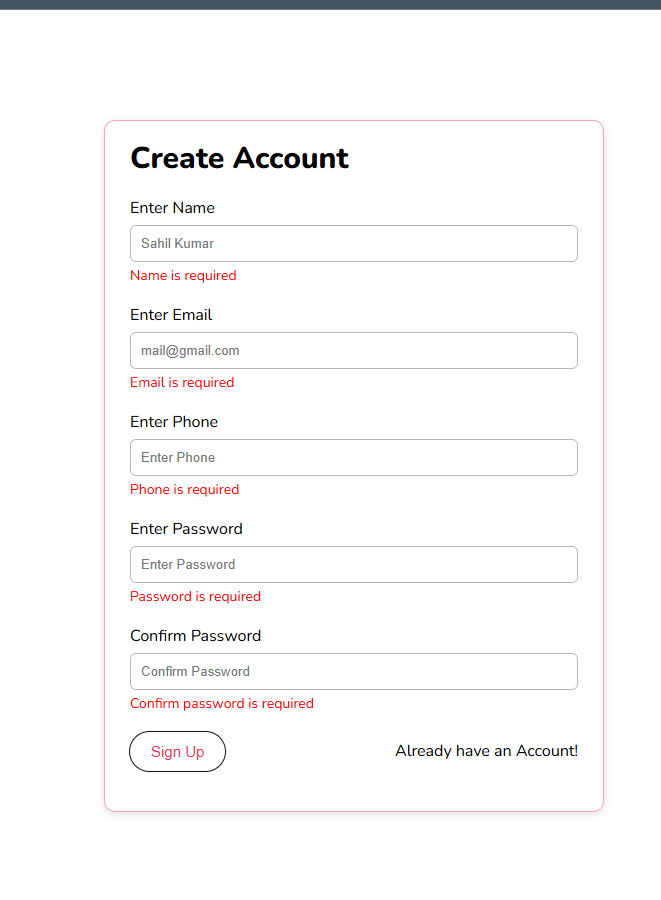 Create Account
Enter Name
Sahil Kumar
Name is required
Enter Email
mail@gmail.com
Email is required
Enter Phone
Enter Phone
Phone is required
Enter Password
Enter Password
Password is required
Confirm Password
Confirm Password
Confirm password is required
Sign Up
Already have an Account!